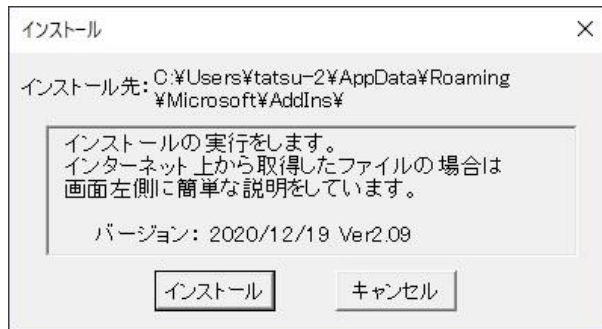 インストール
インストール先:C:¥Users¥tatsu-2¥AppData¥Roaming
¥Microsoft¥AddIns¥
インストールの実行をします。
インターネット上から取得したファイルの場合は
画面左側に簡単な説明をしています。
バージョン: 2020/12/19 Ver2.09
インストール
キャンセル